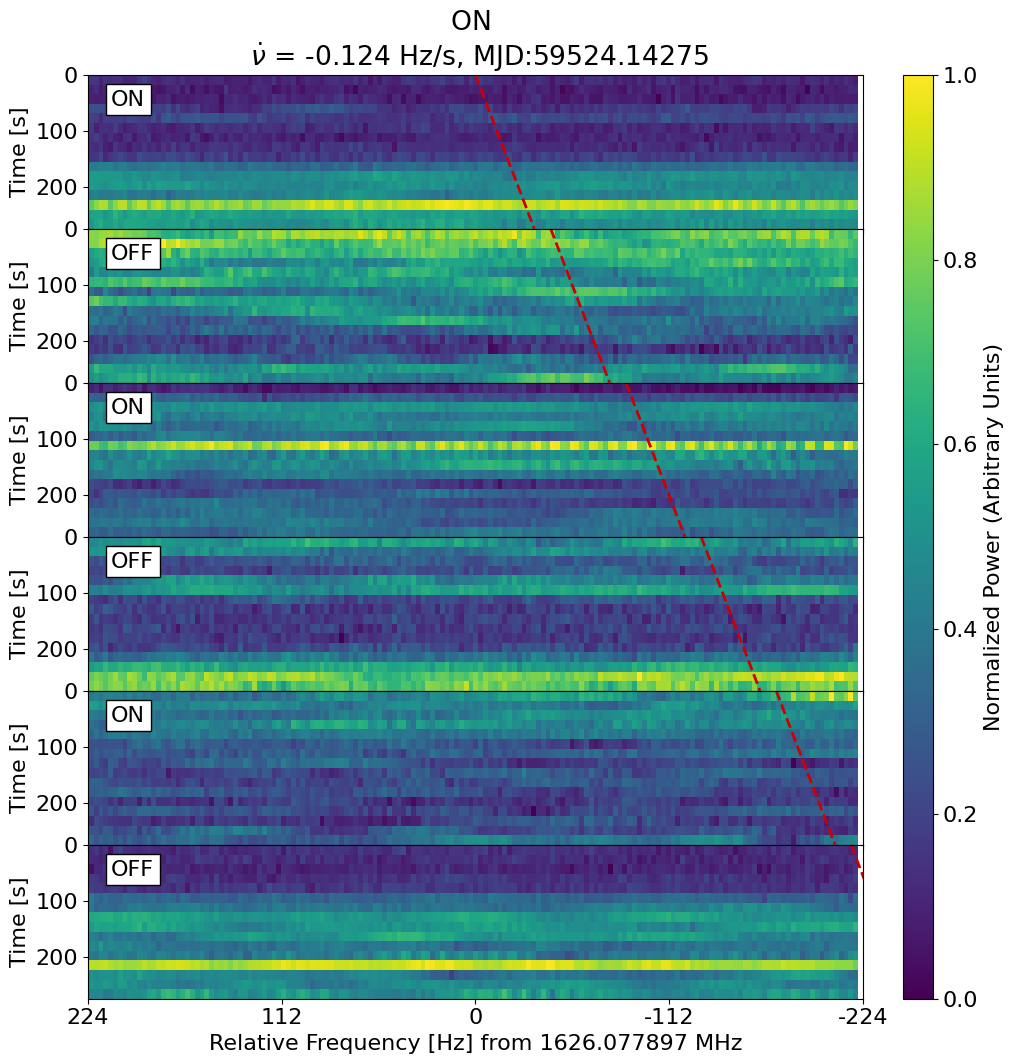 ON
ν̇ = -0.124 Hz/s, MJD:59524.14275
0
ON
100
200
Time [s]
0
OFF
100
200
Time [s]
0
ON
100
200
Time [s]
0
OFF
100
200
Time [s]
0
ON
100
200
Time [s]
0
OFF
100
200
Time [s]
224
112
0
-112
-224
Relative Frequency [Hz] from 1626.077897 MHz
1.0
0.8
0.6
0.4
0.2
0.0
Normalized Power (Arbitrary Units)